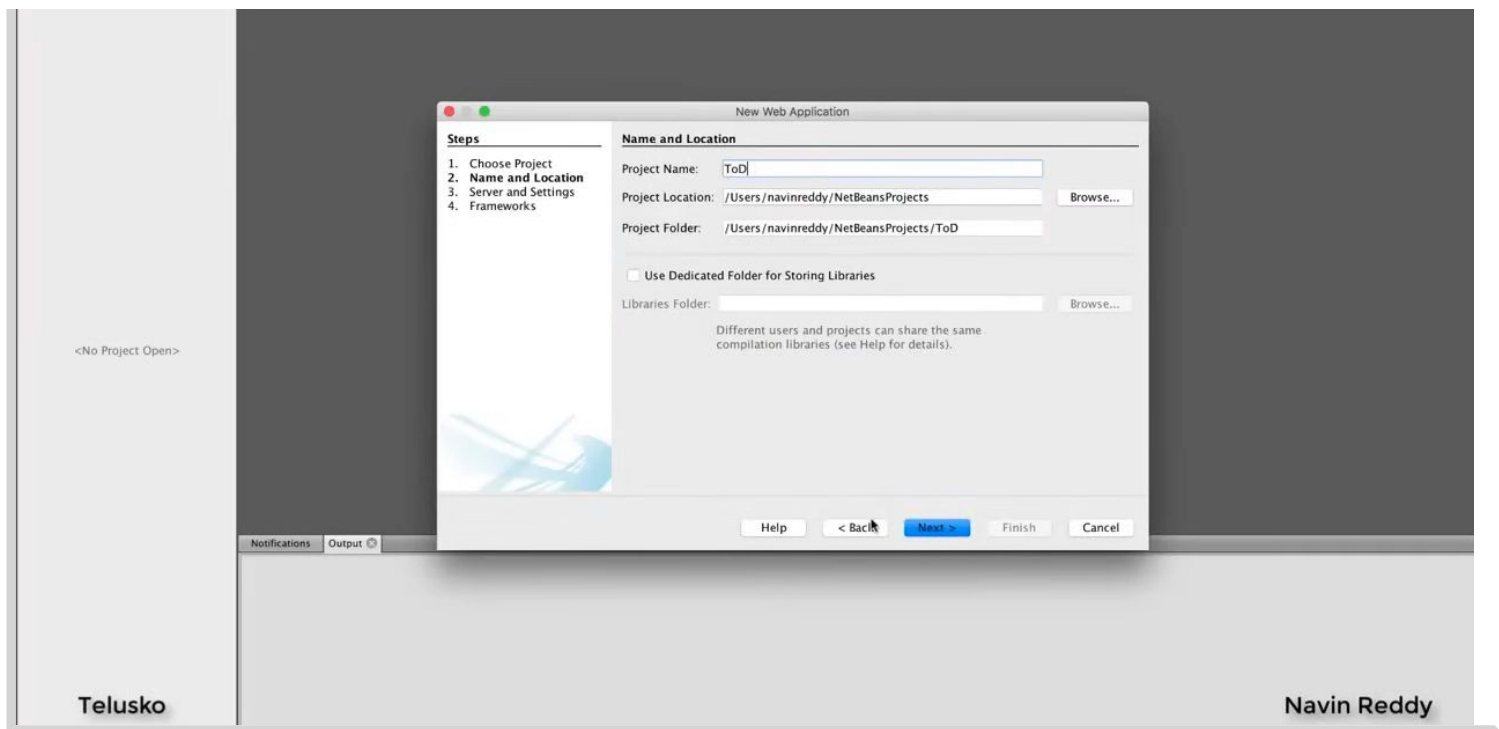 New Web Application
Steps
1. Choose Project
2. Name and Location
3. Server and Settings
4. Frameworks
Name and Location
Project Name: ToD
Project Location: /Users/navinreddy/NetBeansProjects Browse...
Project Folder: /Users/navinreddy/NetBeansProjects/ToD
Use Dedicated Folder for Storing Libraries
Libraries Folder: Browse...
Different users and projects can share the same
compilation libraries (see Help for details).
<No Project Open>
Help < Back Next > Finish Cancel
Notifications Output
Telusko
Navin Reddy